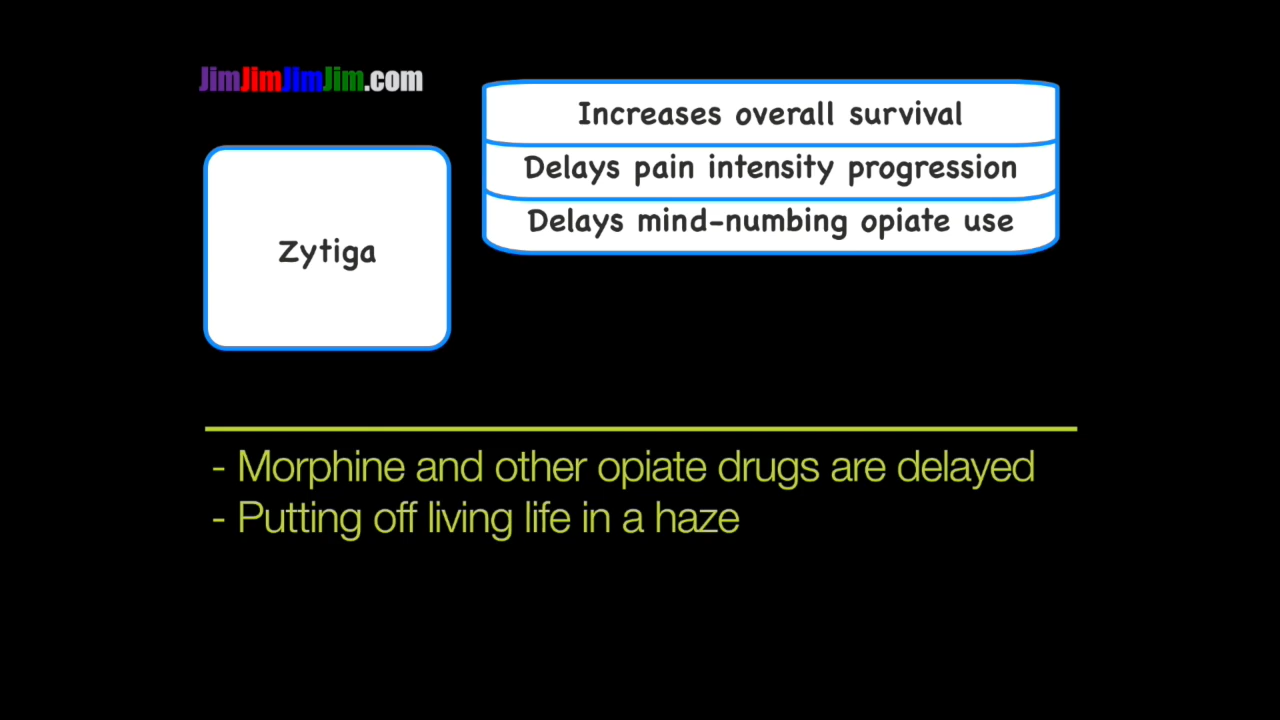 JimJimJimJim.com
Increases overall survival
Delays pain intensity progression
Delays mind-numbing opiate use
Zytiga
- Morphine and other opiate drugs are delayed
- Putting off living life in a haze